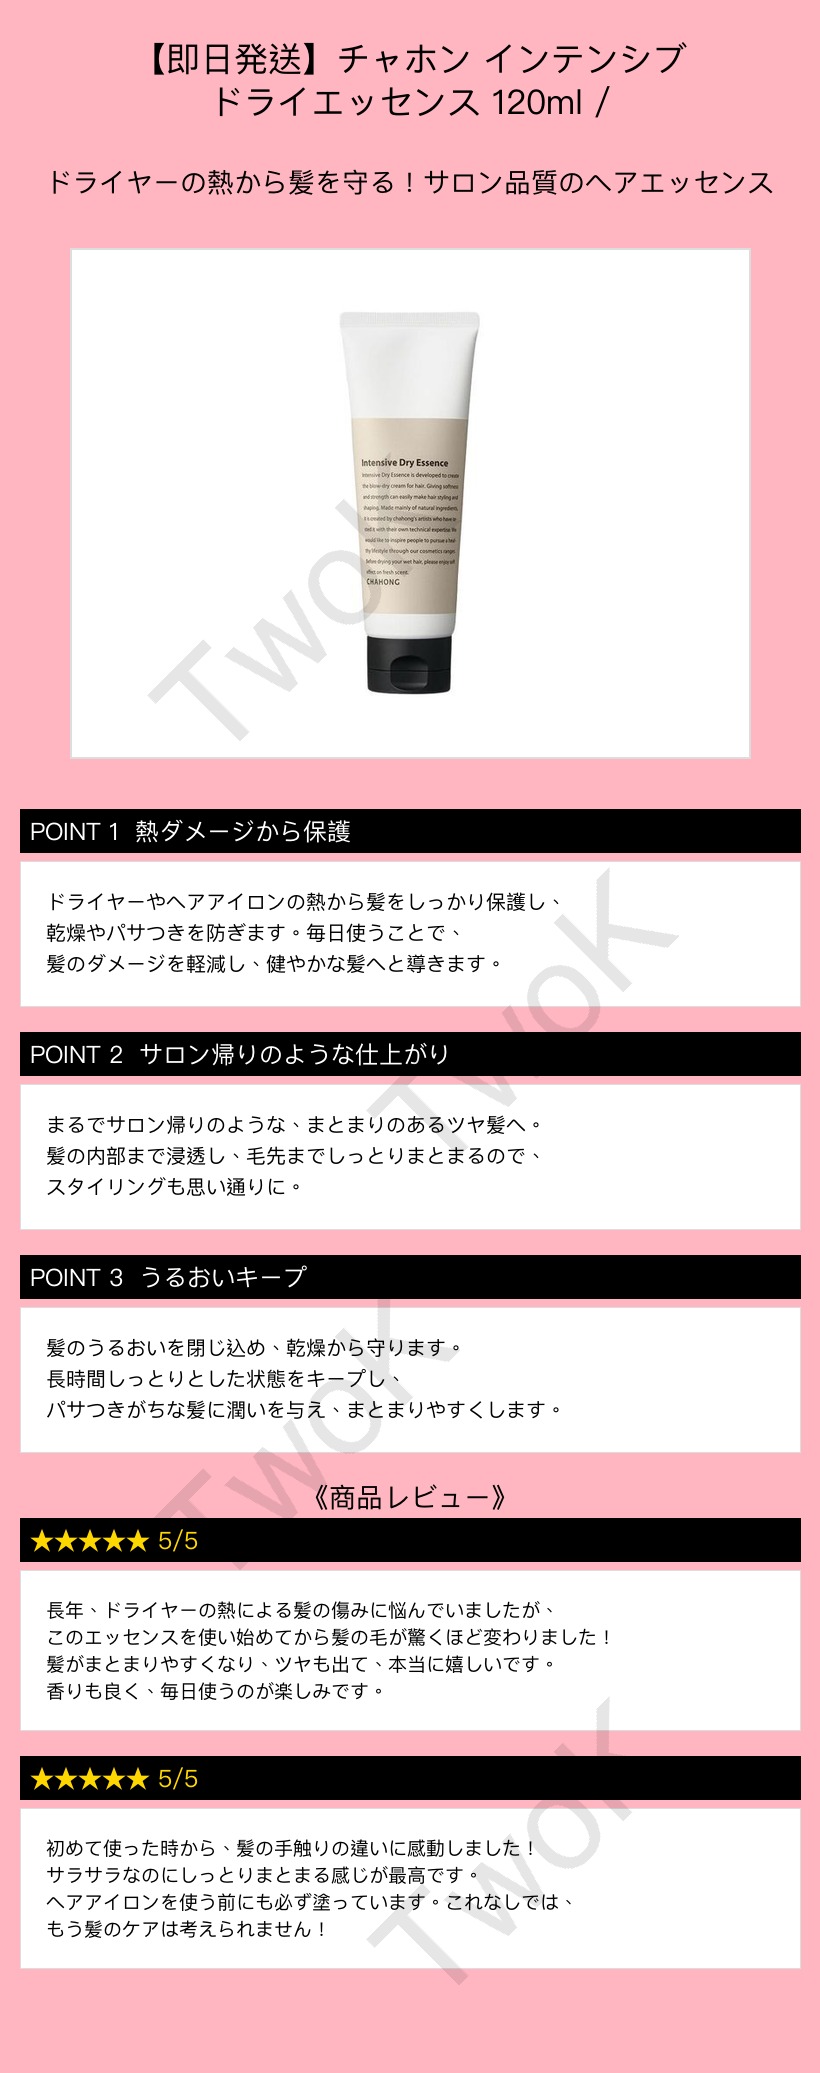 【即日発送】チャホン インテンシブ
ドライエッセンス 120ml /
ドライヤーの熱から髪を守る！サロン品質のヘアエッセンス
Intensive Dry Essence
Intensive Dry Essence is developed to create
the blow-dry cream for hair. Giving softness
and strength can easily make hair styling and
shaping. Made mainly of natural ingredients,
it is created by chahong's artists who have
with their own technical expertise. We
would like to inspire people to pursue a
lifestyle through our cosmetics ranges.
Before drying your wet hair, please enjoy
effect on fresh scent.
CHAHONG
TwoK
POINT 1 熱ダメージから保護
ドライヤーやヘアアイロンの熱から髪をしっかり保護し、
乾燥やパサつきを防ぎます。毎日使うことで、
髪のダメージを軽減し、健やかな髪へと導きます。
TwoK
POINT 2 サロン帰りのような仕上がり
まるでサロン帰りのような、まとまりのあるツヤ髪へ。
髪の内部まで浸透し、毛先までしっとりまとまるので、
スタイリングも思い通りに。
POINT 3 うるおいキープ
髪のうるおいを閉じ込め、乾燥から守ります。
長時間しっとりとした状態をキープし、
パサつきがちな髪に潤いを与え、まとまりやすくします。
TwoK
《商品レビュー》
★★★★★ 5/5
長年、ドライヤーの熱による髪の傷みに悩んでいましたが、
このエッセンスを使い始めてから髪の毛が驚くほど変わりました！
髪がまとまりやすくなり、ツヤも出て、本当に嬉しいです。
香りも良く、毎日使うのが楽しみです。
★★★★★ 5/5
初めて使った時から、髪の手触りの違いに感動しました！
サラサラなのにしっとりまとまる感じが最高です。
ヘアアイロンを使う前にも必ず塗っています。これなしでは、
もう髪のケアは考えられません！
TwoK